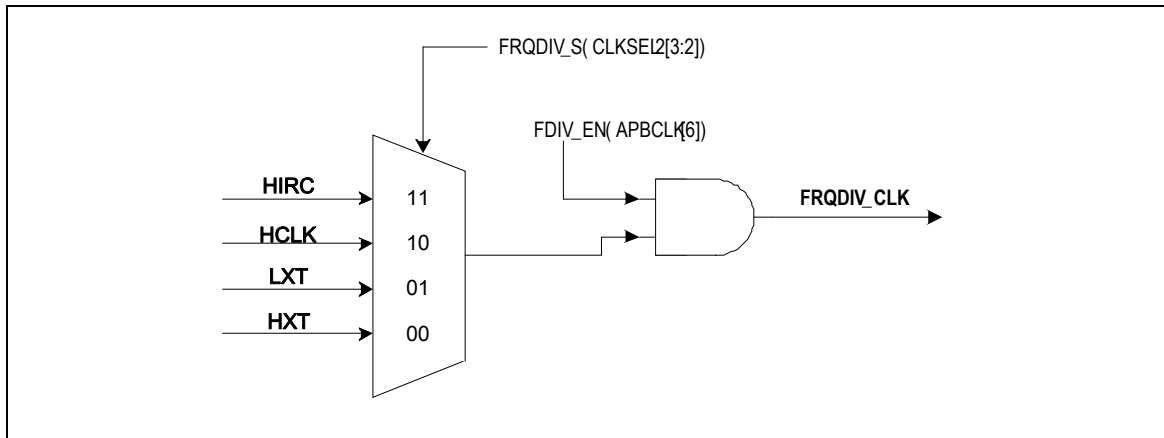 FRQDIV_S( CLKSEL2[3:2])
FDIV_EN( APBCLK[6])
HIRC
11
FRQDIV_CLK
HCLK
10
LXT
01
HXT
00